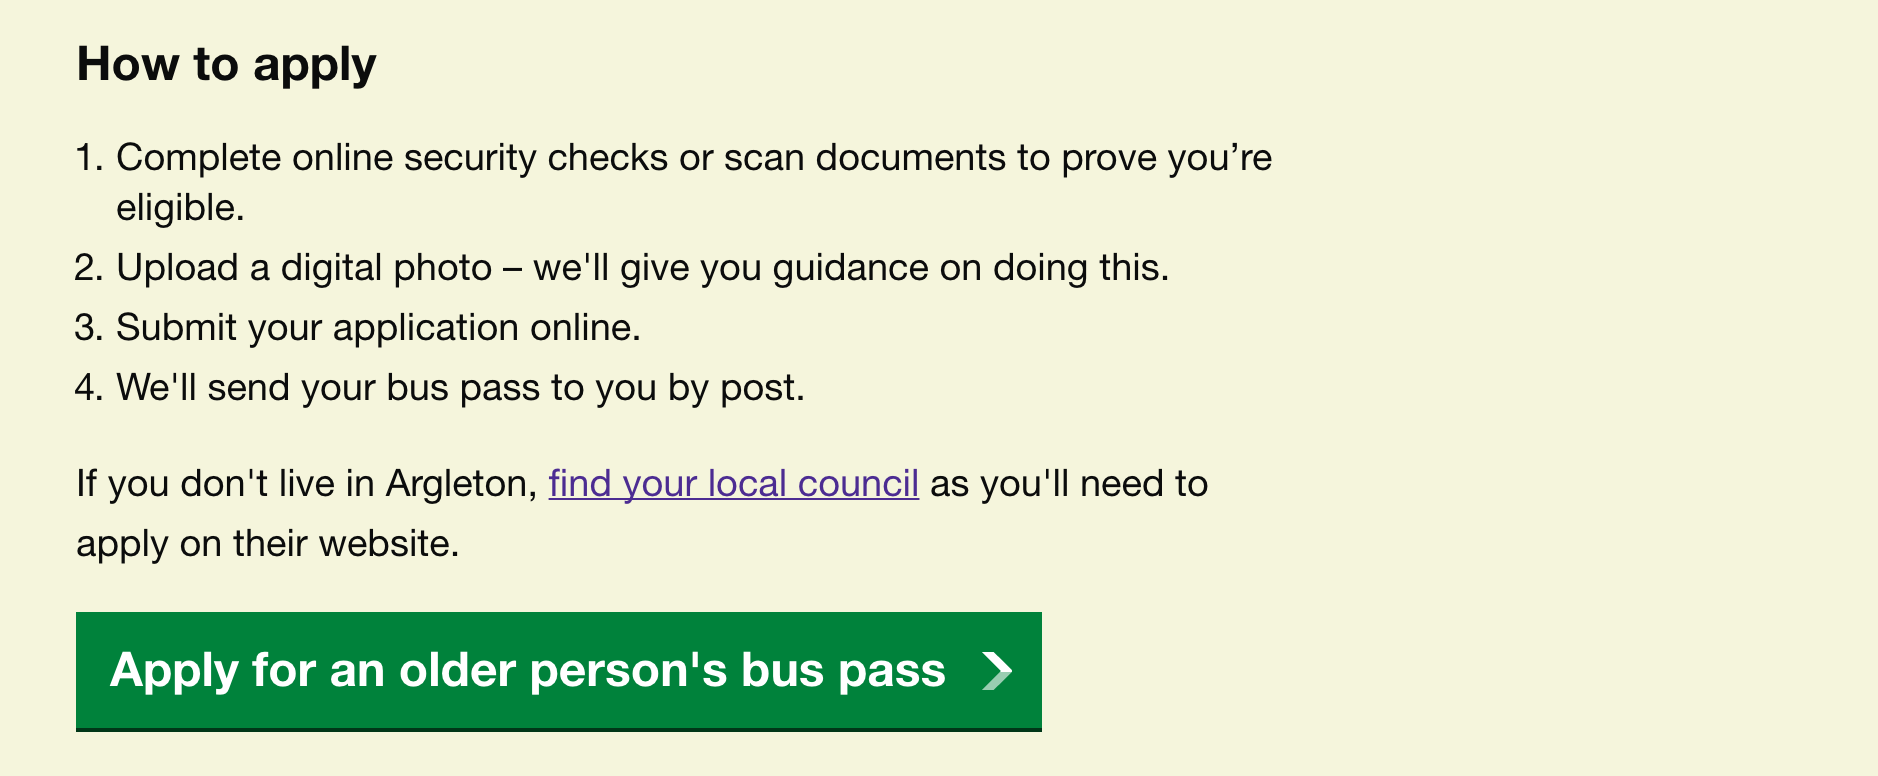 How to apply
1. Complete online security checks or scan documents to prove you’re
eligible.
2. Upload a digital photo – we'll give you guidance on doing this.
3. Submit your application online.
4. We'll send your bus pass to you by post.
If you don't live in Argleton, find your local council as you'll need to
apply on their website.
Apply for an older person's bus pass